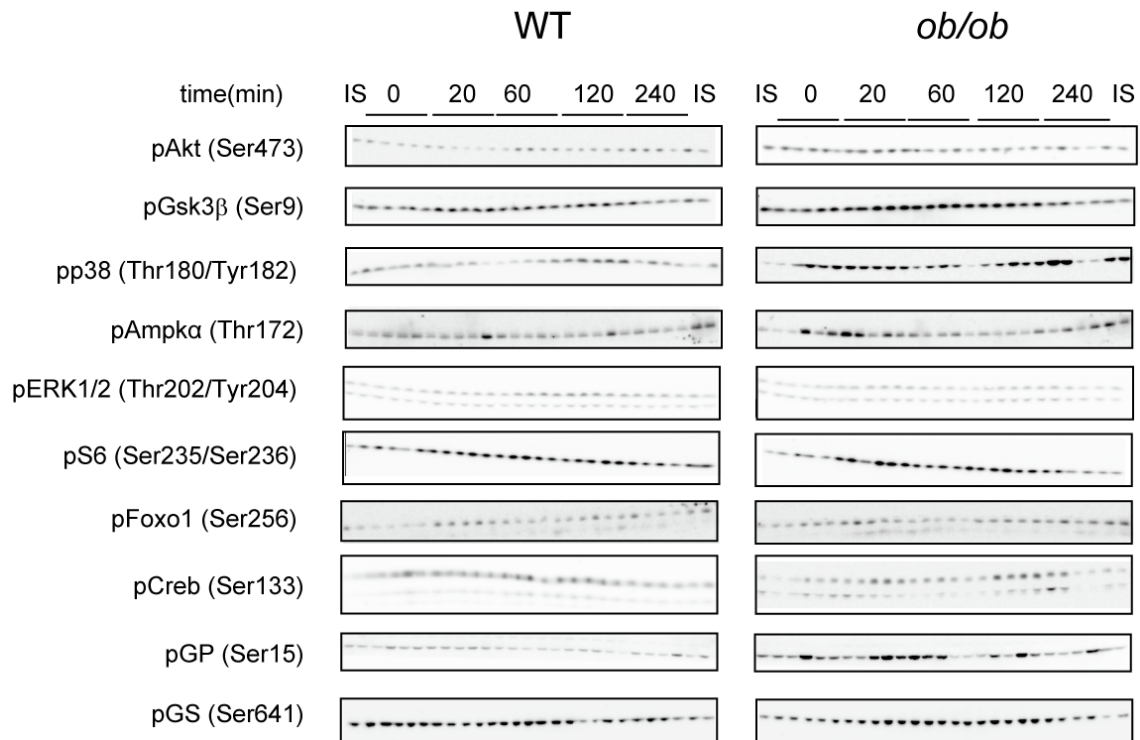 WT ob/ob
time(min) IS 0 20 60 120 240 IS IS 0 20 60 120 240 IS
pAkt (Ser473)
pGsk3β (Ser9)
pp38 (Thr180/Tyr182)
pAmpkα (Thr172)
pERK1/2 (Thr202/Tyr204)
pS6 (Ser235/Ser236)
pFoxo1 (Ser256)
pCreb (Ser133)
pGP (Ser15)
pGS (Ser641)